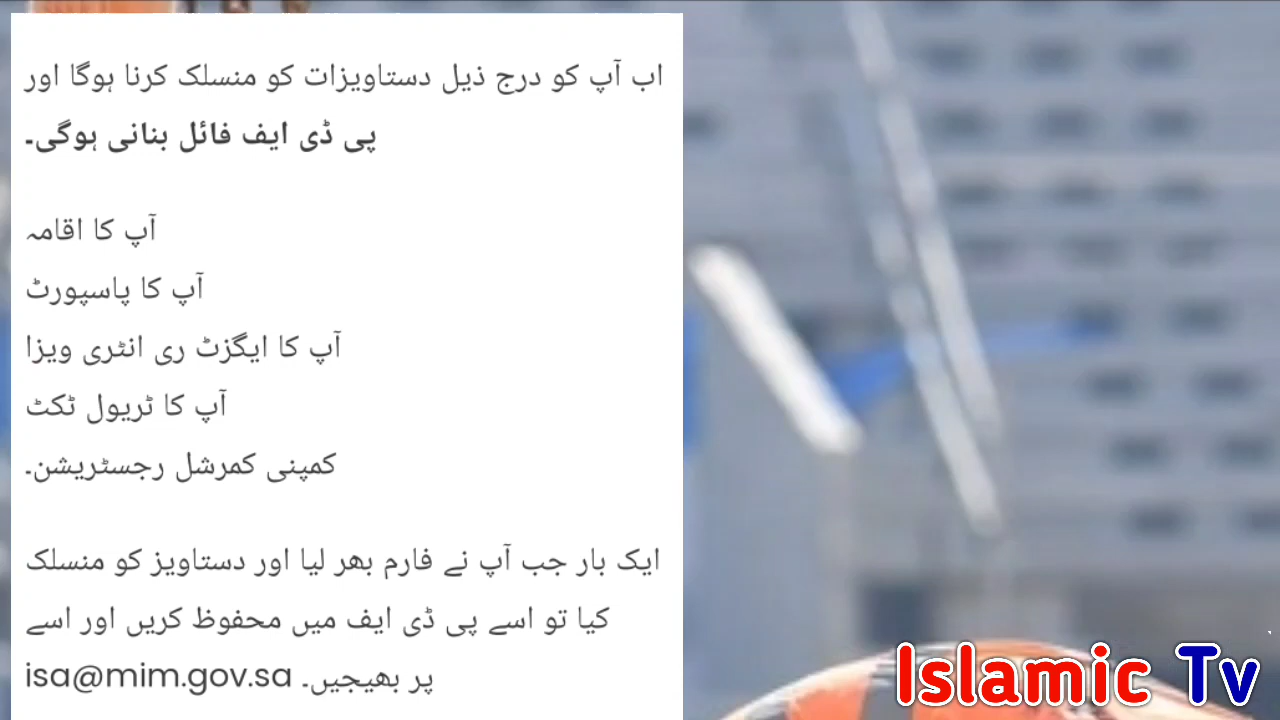 اب آپ کو درج ذیل دستاویزات کو منسلک کرنا ہوگا اور
پی ڈی ایف فائل بنانی ہوگی۔
آپ کا اقامہ
آپ کا پاسپورٹ
آپ کا ایگزٹ ری انٹری ویزا
آپ کا ٹریول ٹکٹ
کمپنی کمرشل رجسٹریشن۔
ایک بار جب آپ نے فارم بھر لیا اور دستاویز کو منسلک
کیا تو اسے پی ڈی ایف میں محفوظ کریں اور اسے
isa@mim.gov.sa پر بھیجیں۔
Islamic Tv